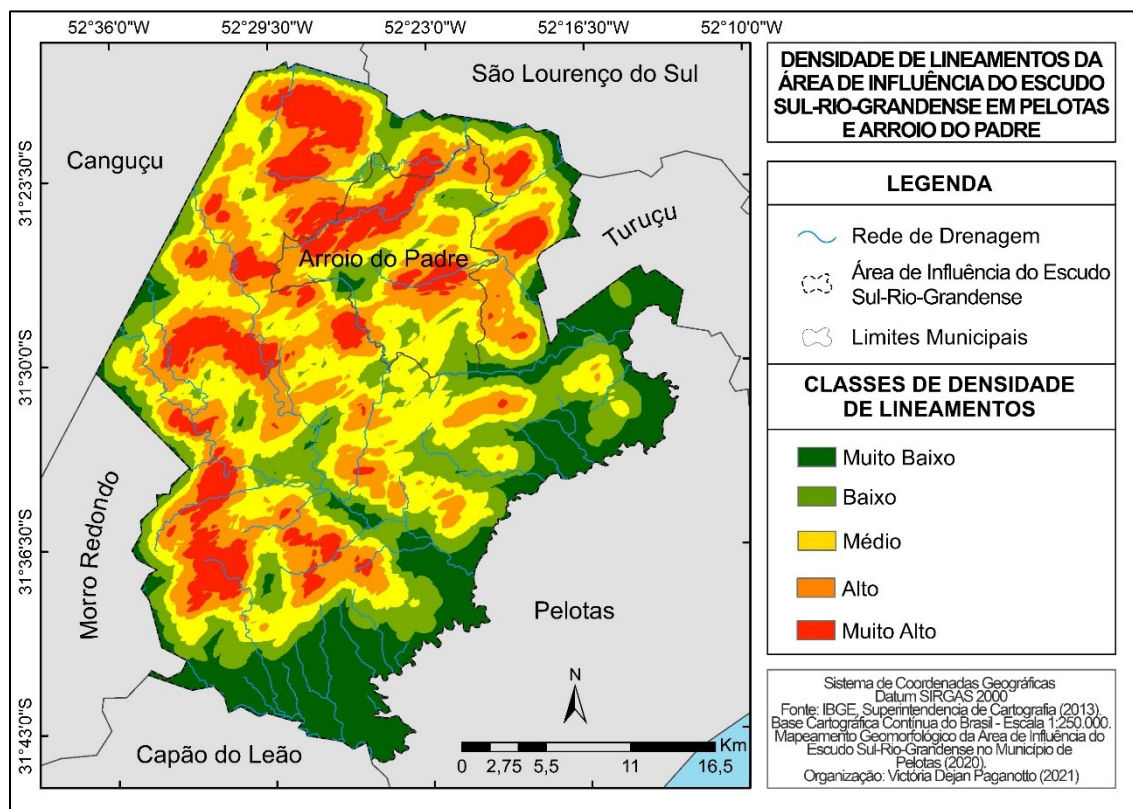 52°36'0"W
52°29'30"W
52°23'0"W
52°16'30"W
52°10'0"W
31°23'30"S
31°30'0"S
31°36'30"S
31°43'0"S
São Lourenço do Sul
Canguçu
Turuçu
Arroio do Padre
Morro Redondo
Pelotas
Capão do Leão
N
Km
0 2,75 5,5 11 16,5
DENSIDADE DE LINEAMENTOS DA
ÁREA DE INFLUÊNCIA DO ESCUDO
SUL-RIO-GRANDENSE EM PELOTAS
E ARROIO DO PADRE
LEGENDA
Rede de Drenagem
Área de Influência do Escudo
Sul-Rio-Grandense
Limites Municipais
CLASSES DE DENSIDADE
DE LINEAMENTOS
Muito Baixo
Baixo
Médio
Alto
Muito Alto
Sistema de Coordenadas Geográficas
Datum SIRGAS 2000
Fonte: IBGE, Superintendencia de Cartografia (2013).
Base Cartográfica Contínua do Brasil - Escala 1:250.000.
Mapeamento Geomorfológico da Área de Influência do
Escudo Sul-Rio-Grandense no Município de
Pelotas (2020).
Organização: Victória Dejan Paganotto (2021)